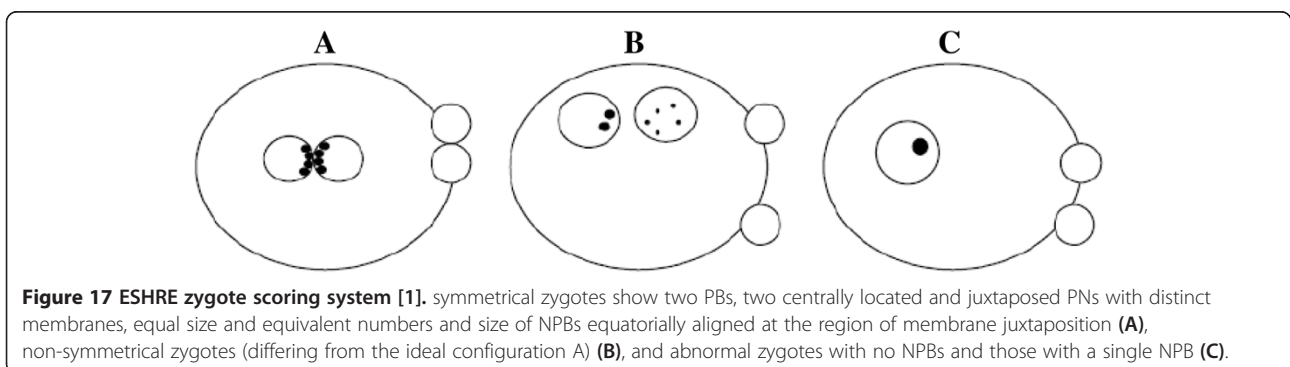 A B C
Figure 17 ESHRE zygote scoring system [1]. symmetrical zygotes show two PBs, two centrally located and juxtaposed PNs with distinct
membranes, equal size and equivalent numbers and size of NPBs equatorially aligned at the region of membrane juxtaposition (A),
non-symmetrical zygotes (differing from the ideal configuration A) (B), and abnormal zygotes with no NPBs and those with a single NPB (C).